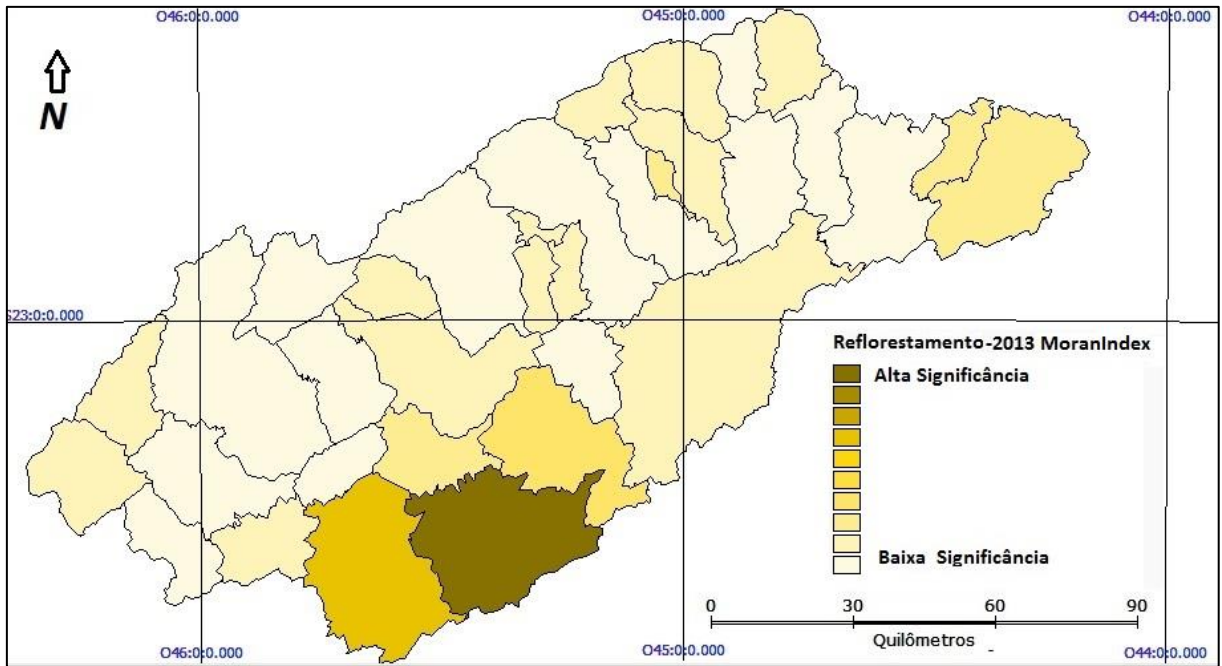 O46:0:0.000
O45:0:0.000
O44:0:0.000
N
S23:0:0.000
Reflorestamento-2013 MoranIndex
Alta Significância
Baixa Significância
0 30 60 90
Quilômetros
O46:0:0.000
O45:0:0.000
O44:0:0.000